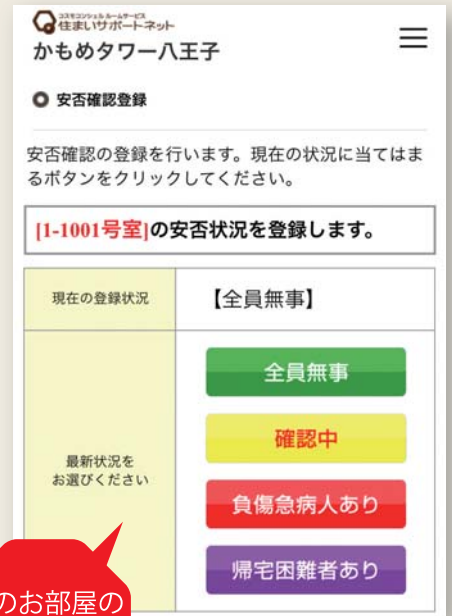 コスモコンシェル ルームサービス
住まいサポートネット
かもめタワー八王子
安否確認登録
安否確認の登録を行います。現在の状況に当てはま
るボタンをクリックしてください。
[1-1001号室]の安否状況を登録します。
現在の登録状況
【全員無事】
最新状況を
お選びください
全員無事
確認中
負傷急病人あり
帰宅困難者あり
のお部屋の